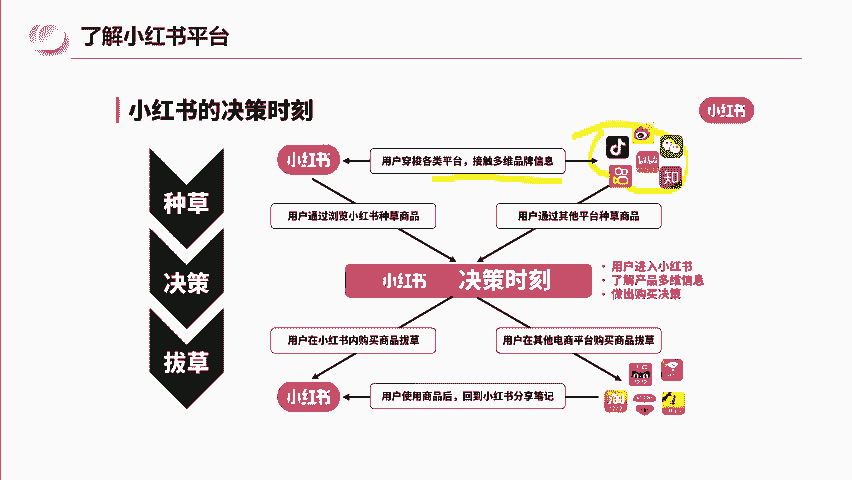 了解小红书平台
小红书的决策时刻
小红书
种草
决策
拔草
小红书
用户穿梭各类平台，接触多维品牌信息
知
用户通过浏览小红书种草商品
用户通过其他平台种草商品
小红书 决策时刻
• 用户进入小红书
• 了解产品多维信息
• 做出购买决策
用户在小红书内购买商品拔草
用户在其他电商平台购买商品拔草
小红书
用户使用商品后，回到小红书分享笔记